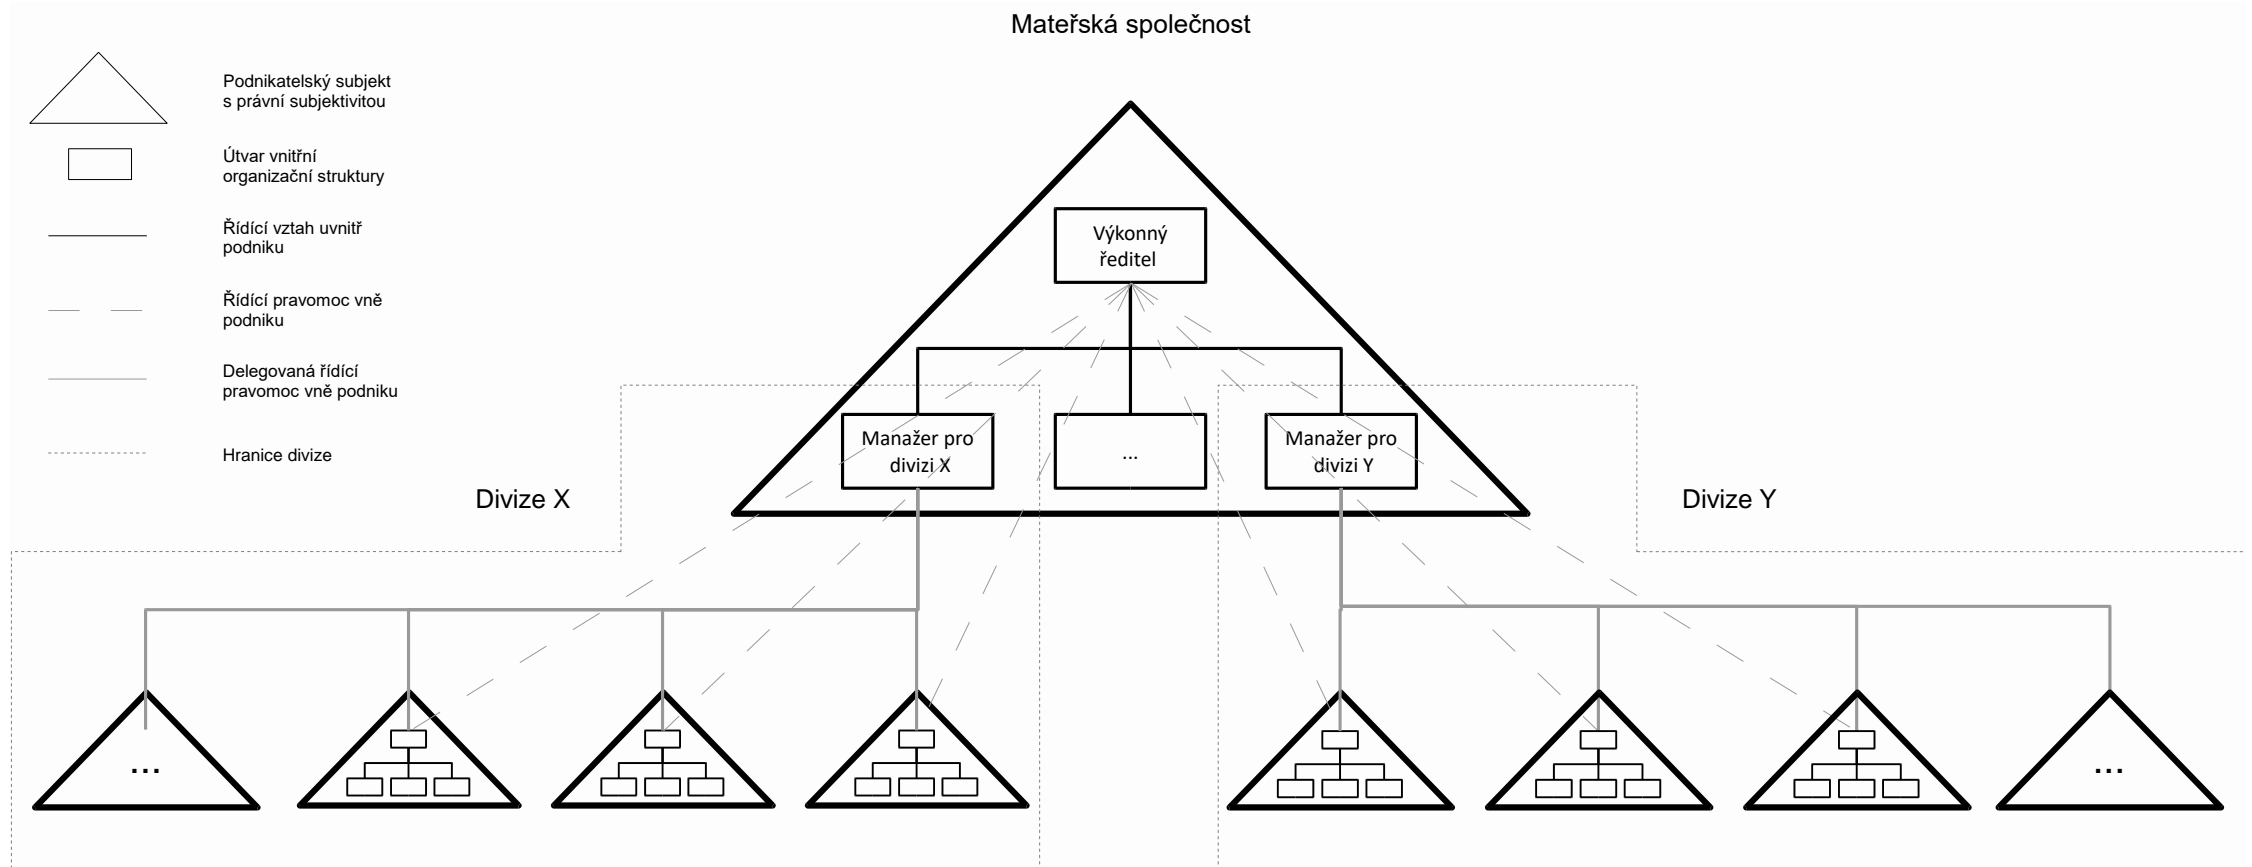 Mateřská společnost
Podnikatelský subjekt
s právní subjektivitou
Útvar vnitřní
organizační struktury
Řídící vztah uvnitř
podniku
Řídící pravomoc vně
podniku
Delegovaná řídící
pravomoc vně podniku
Hranice divize
Výkonný
ředitel
Manažer pro
divizi X
...
Manažer pro
divizi Y
Divize X
Divize Y
...
...